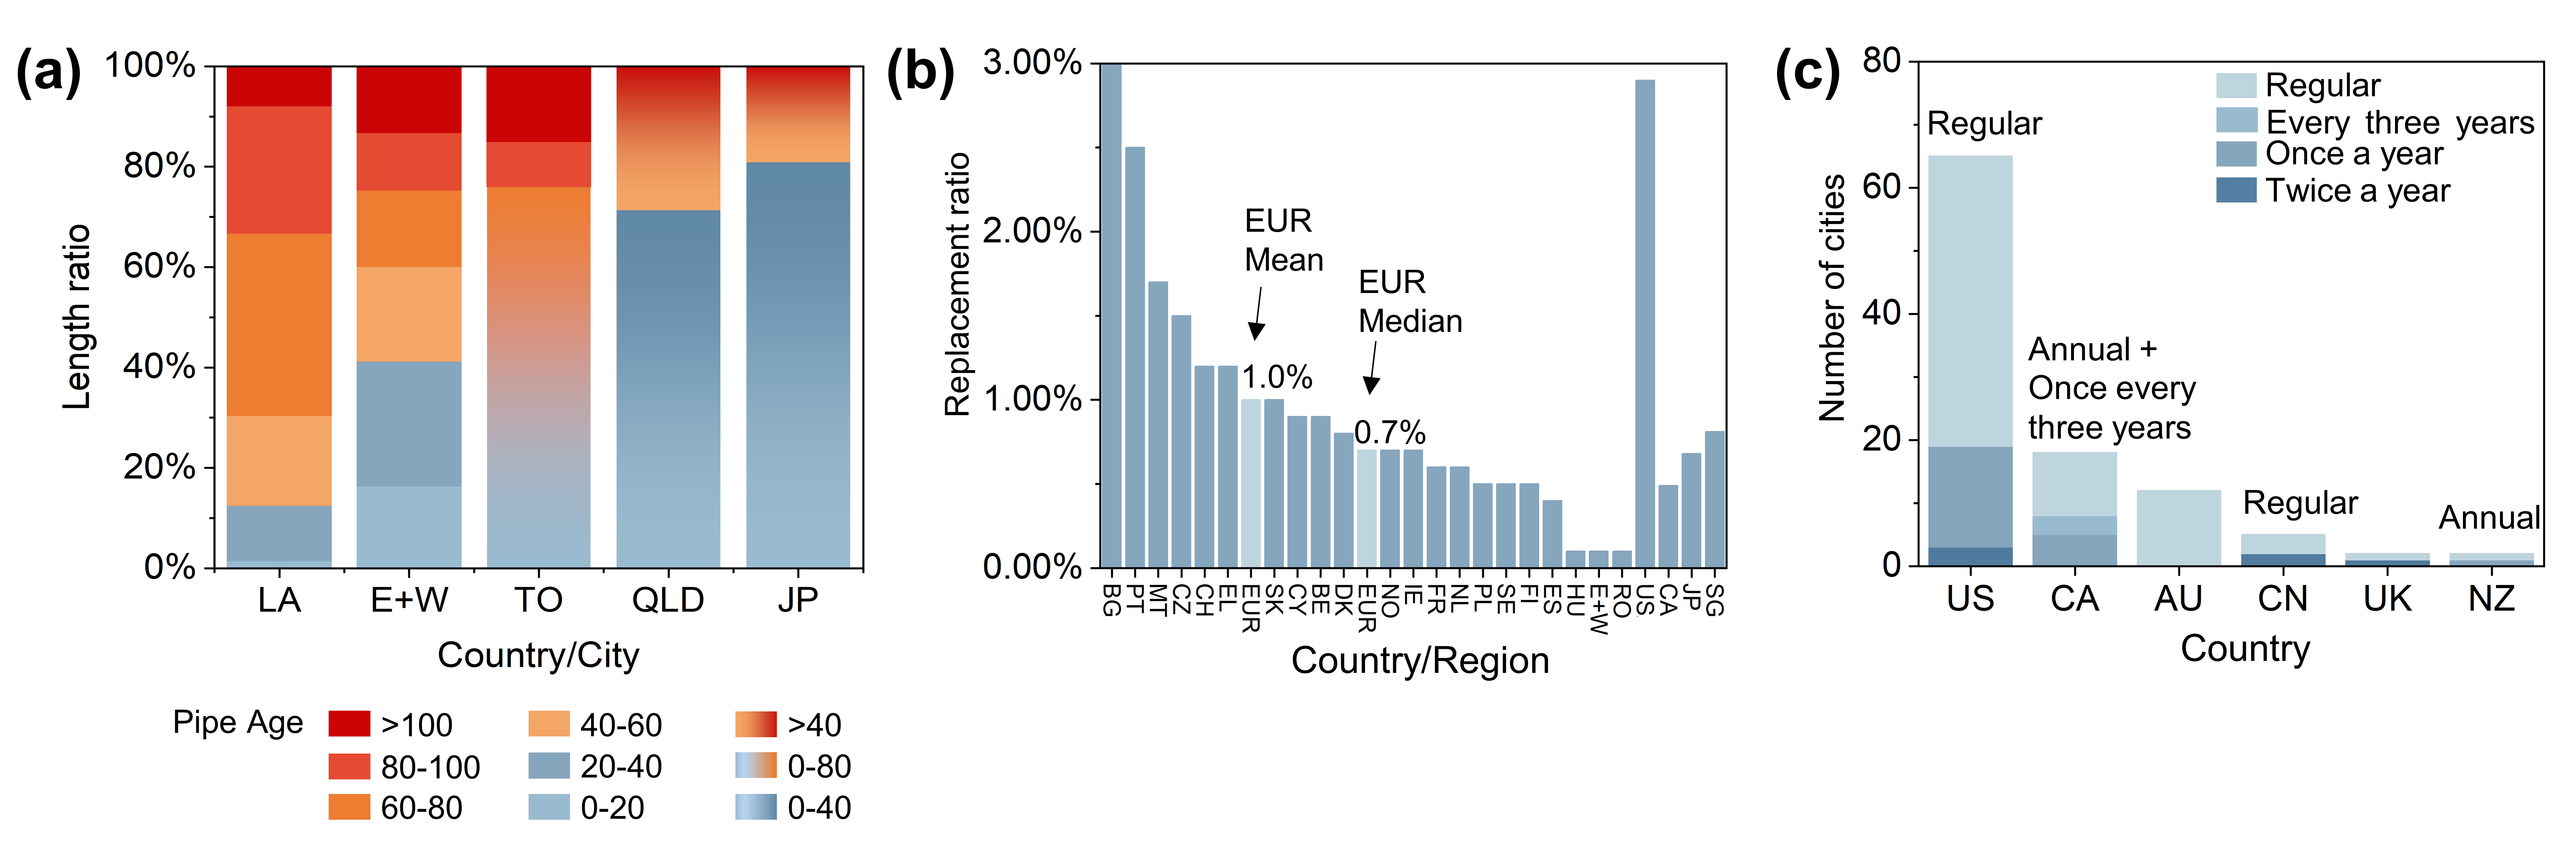 (a)
100%
80%
60%
40%
20%
0%
Length ratio
LA
E+W
TO
QLD
JP
Country/City
Pipe Age
>100
80-100
60-80
40-60
20-40
0-20
>40
0-80
0-40
(b)
3.00%
2.00%
1.00%
0.00%
Replacement ratio
EUR
Mean
1.0%
EUR
Median
0.7%
BG
PT
MT
CZ
CH
EL
EUR
SK
CY
BE
DK
EUR
NO
IE
FR
NL
PL
SE
FI
ES
HU
E+W
RO
US
CA
JP
SG
Country/Region
(c)
80
60
40
20
0
Number of cities
Regular
Every three years
Once a year
Twice a year
Regular
Annual +
Once every
three years
Regular
Annual
US
CA
AU
CN
UK
NZ
Country